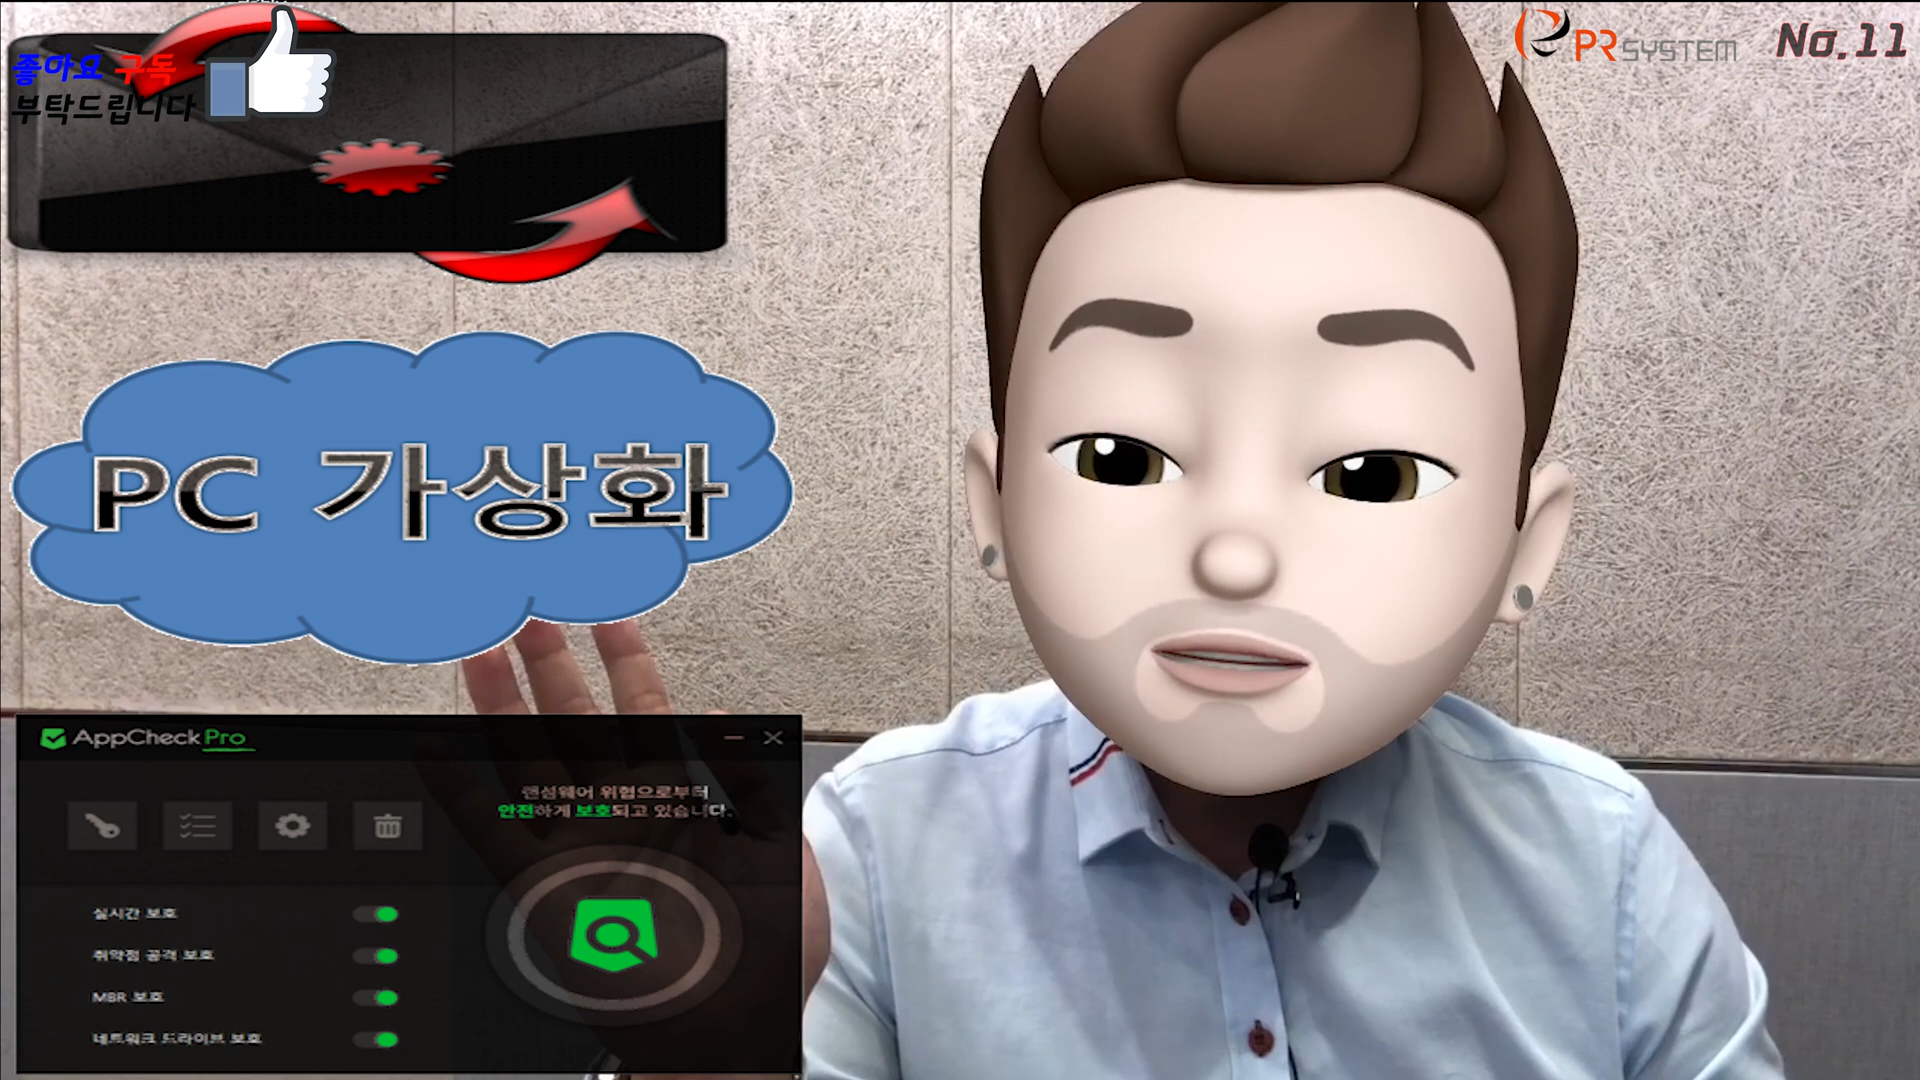 좋아요 구독
부탁드립니다
PR SYSTEM
No.11
PC 가상화
AppCheck Pro
랜섬웨어 위협으로부터
안전하게 보호되고 있습니다.
실시간 보호
취약점 공격 보호
MBR 보호
네트워크 드라이브 보호